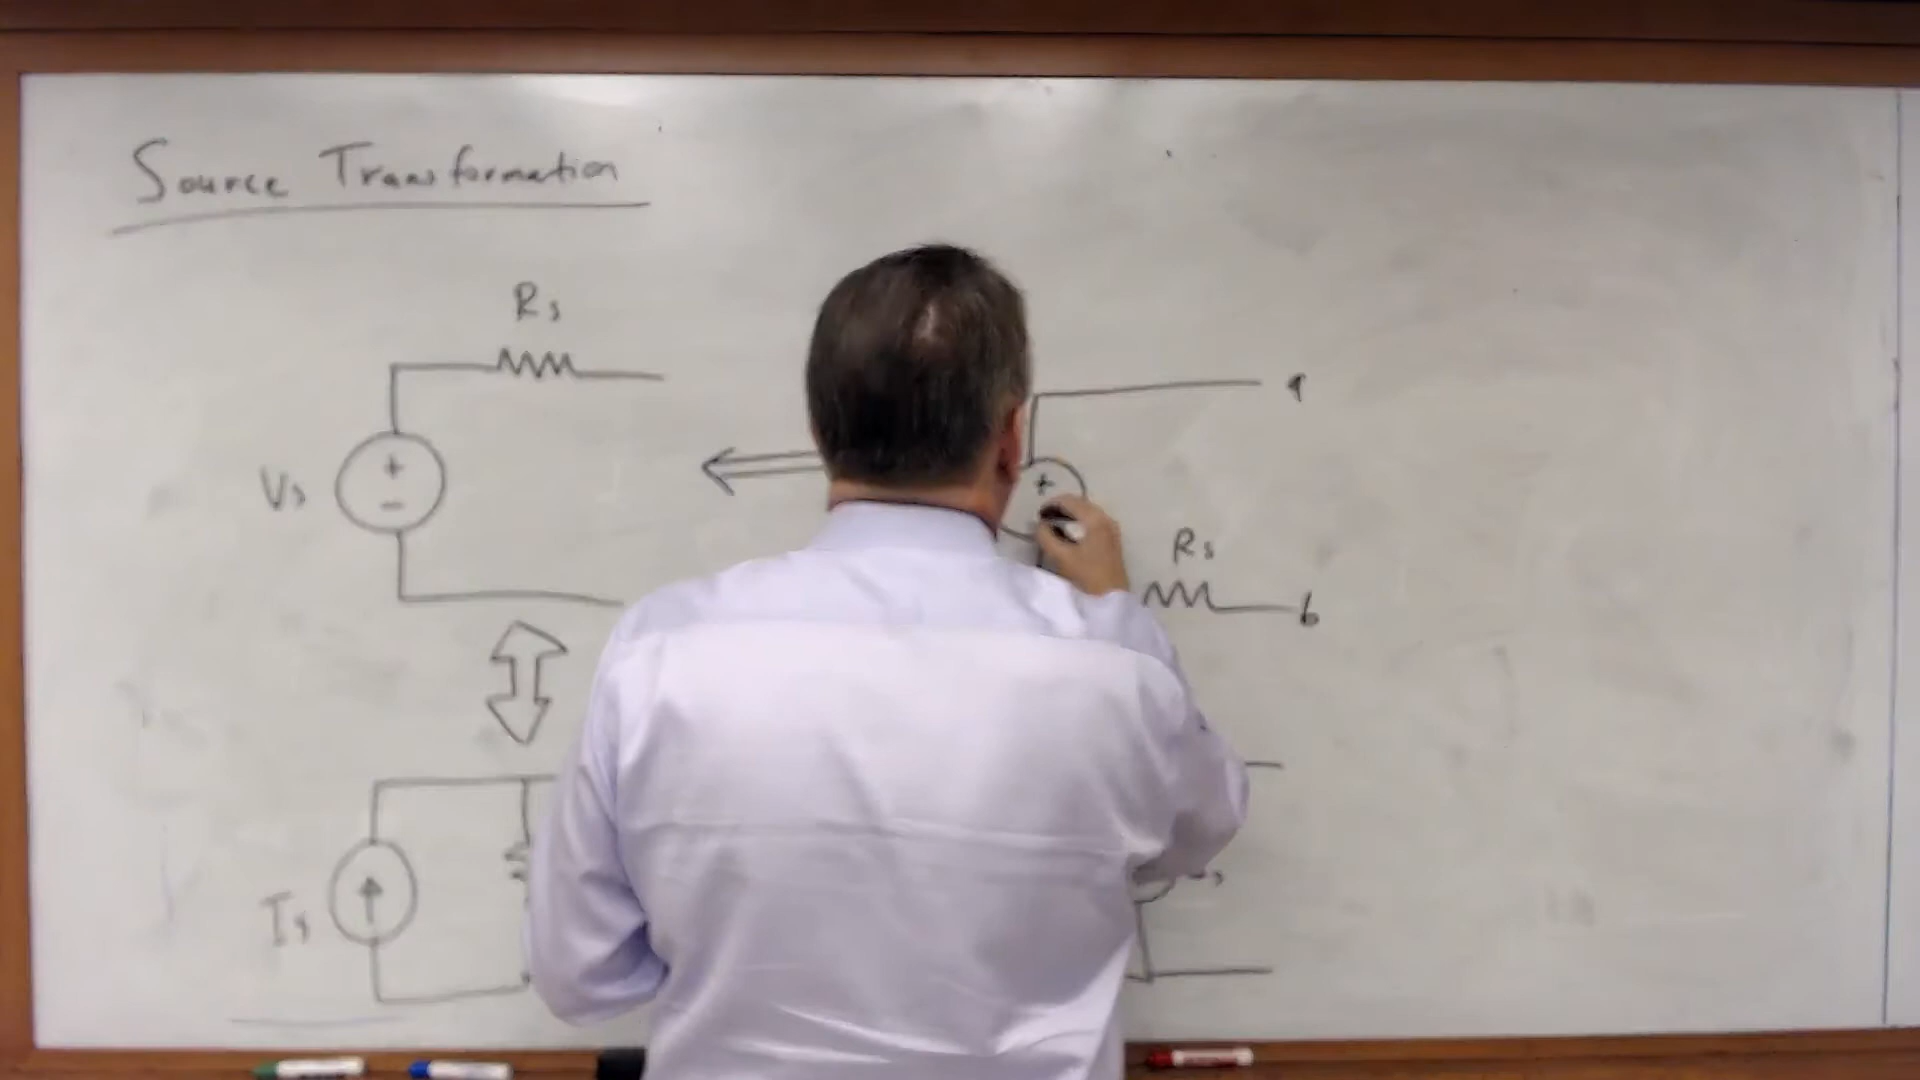 Source Transformation
Rs
a
+
+
Vs
-
Rs
b
Is